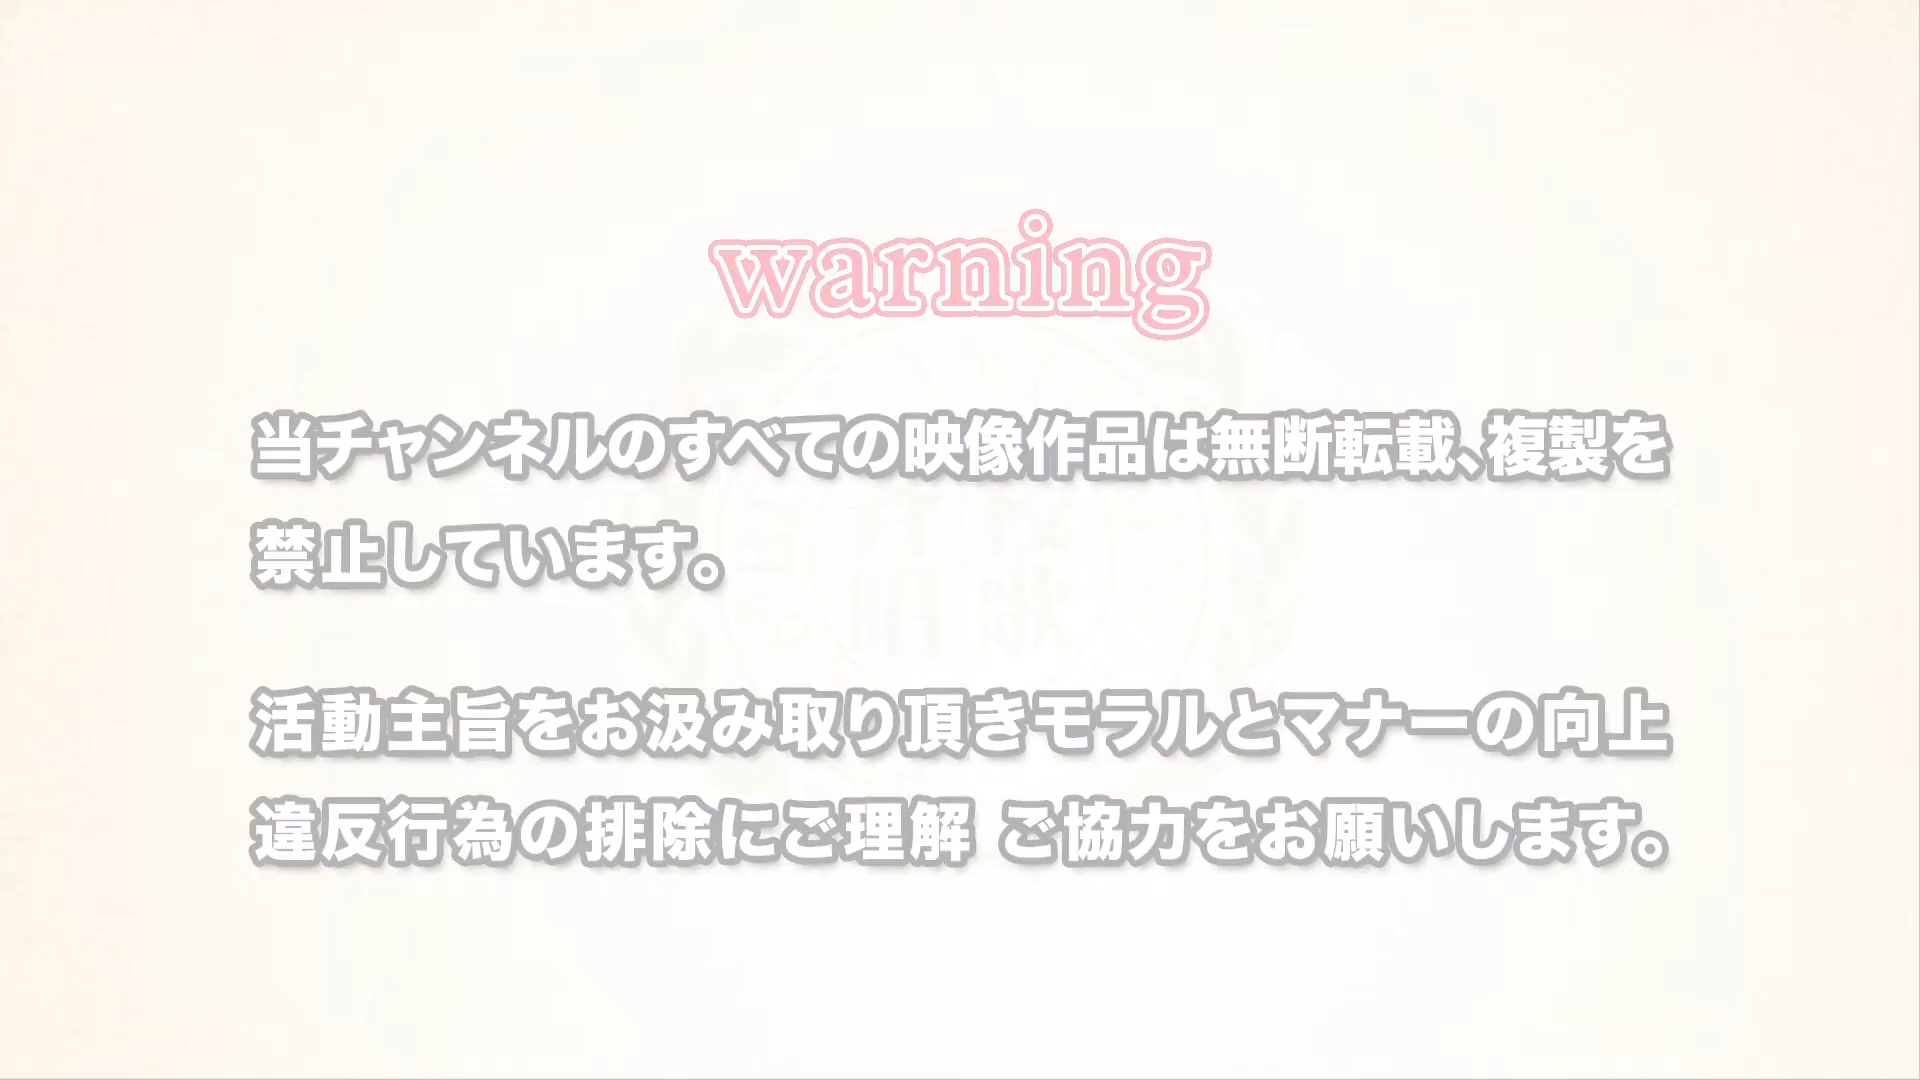 warning
当チャンネルのすべての映像作品は無断転載、複製を
禁止しています。
活動主旨をお汲み取り頂きモラルとマナーの向上
違反行為の排除にご理解 ご協力をお願いします。